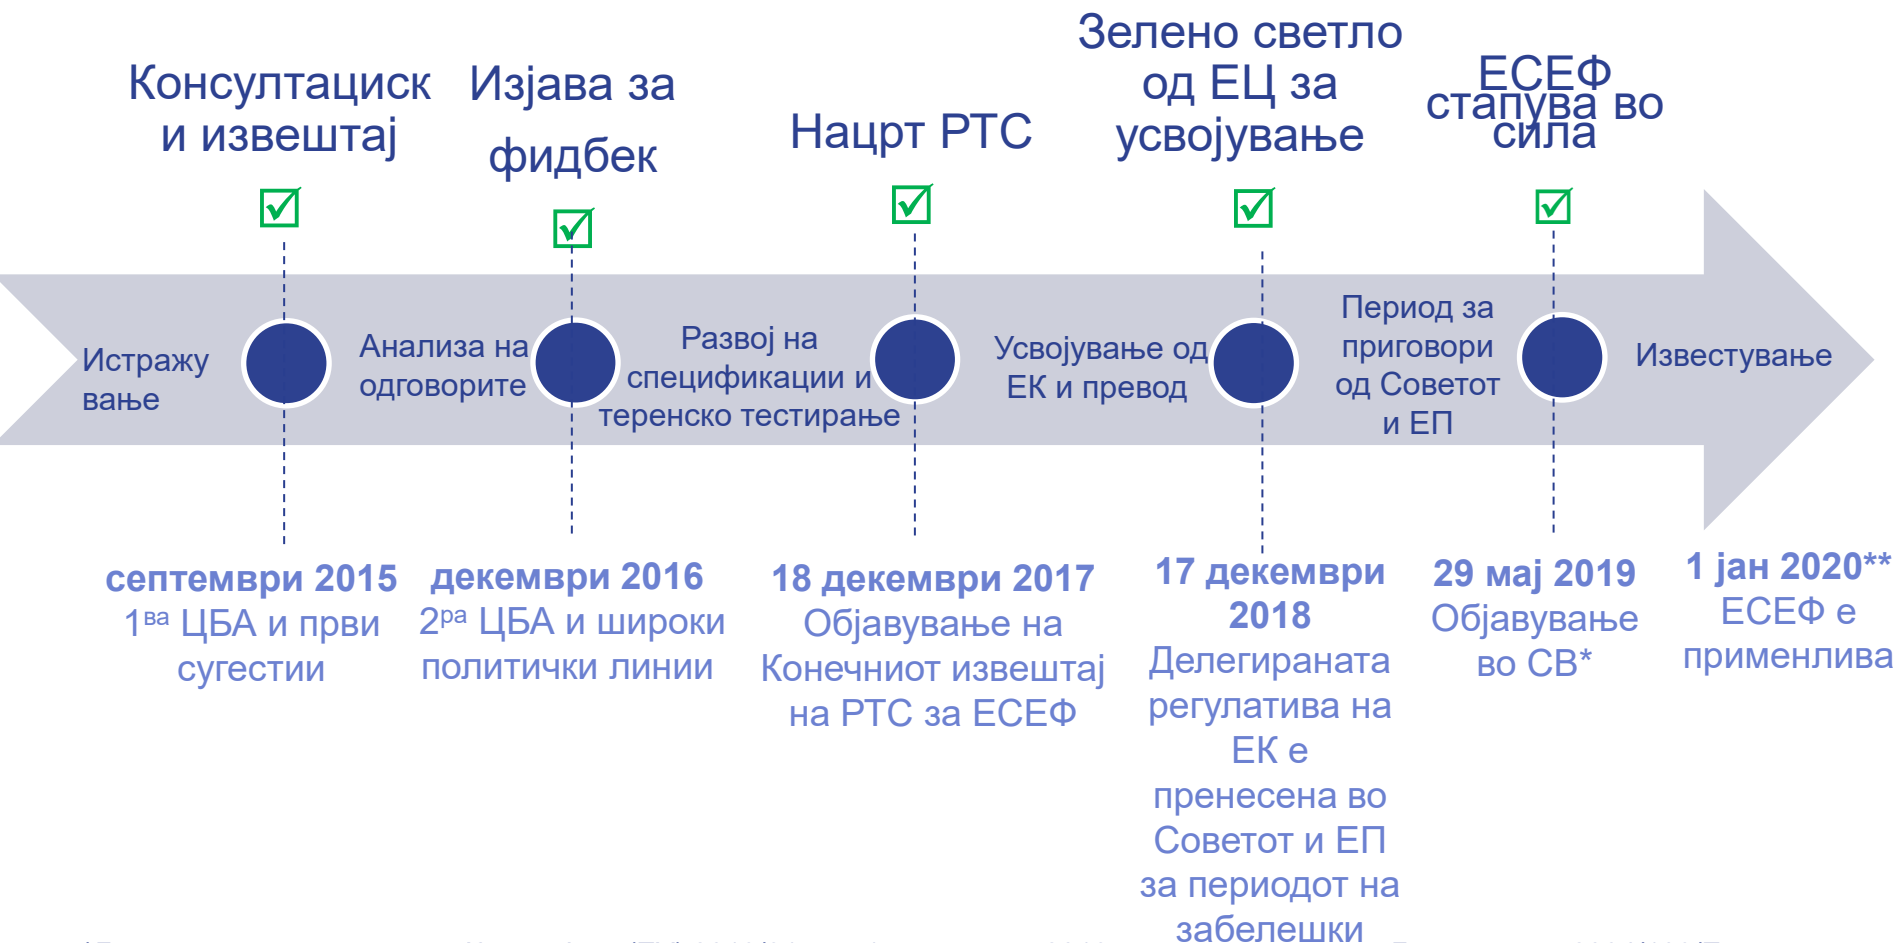 Консултациск
и извештај
Изјава за
фидбек
Нацрт РТС
Зелено светло
од ЕЦ за
усвојување
ЕСЕФ
стапува во
сила
Истражу
вање
Анализа на
одговорите
Развој на
спецификации и
теренско тестирање
Усвојување од
ЕК и превод
Период за
приговори
од Советот
и ЕП
Известување
септември 2015
1ва ЦБА и први
сугестии
декември 2016
2ра ЦБА и широки
политички линии
18 декември 2017
Објавување на
Конечниот извештај
на РТС за ЕСЕФ
17 декември
2018
Делегираната
регулатива на
ЕК е
пренесена во
Советот и ЕП
за периодот на
забелешки
29 мај 2019
Објавување
во СВ*
1 јан 2020**
ЕСЕФ е
применлива